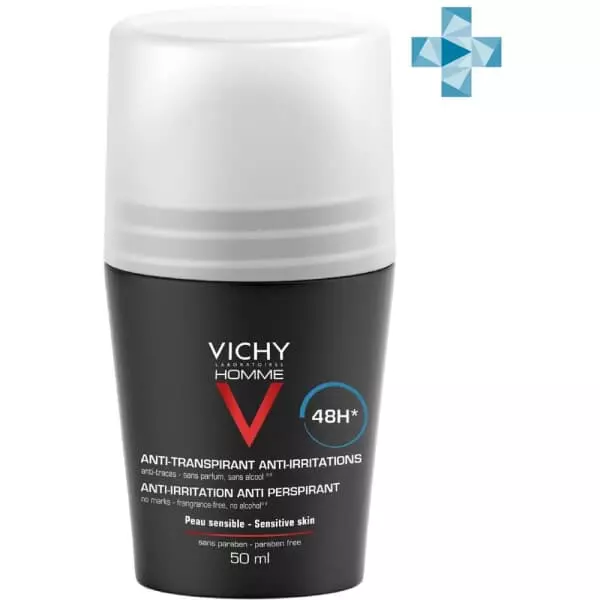 VICHY
LABORATOIRES
HOMME
V
48H*
ANTI-TRANSPIRANT ANTI-IRRITATIONS
anti-traces - sans parfum, sans alcool**
ANTI-IRRITATION ANTI PERSPIRANT
no marks - frangrance-free, no alcohol**
Peau sensible - Sensitive skin
sans paraben - paraben free
50 ml